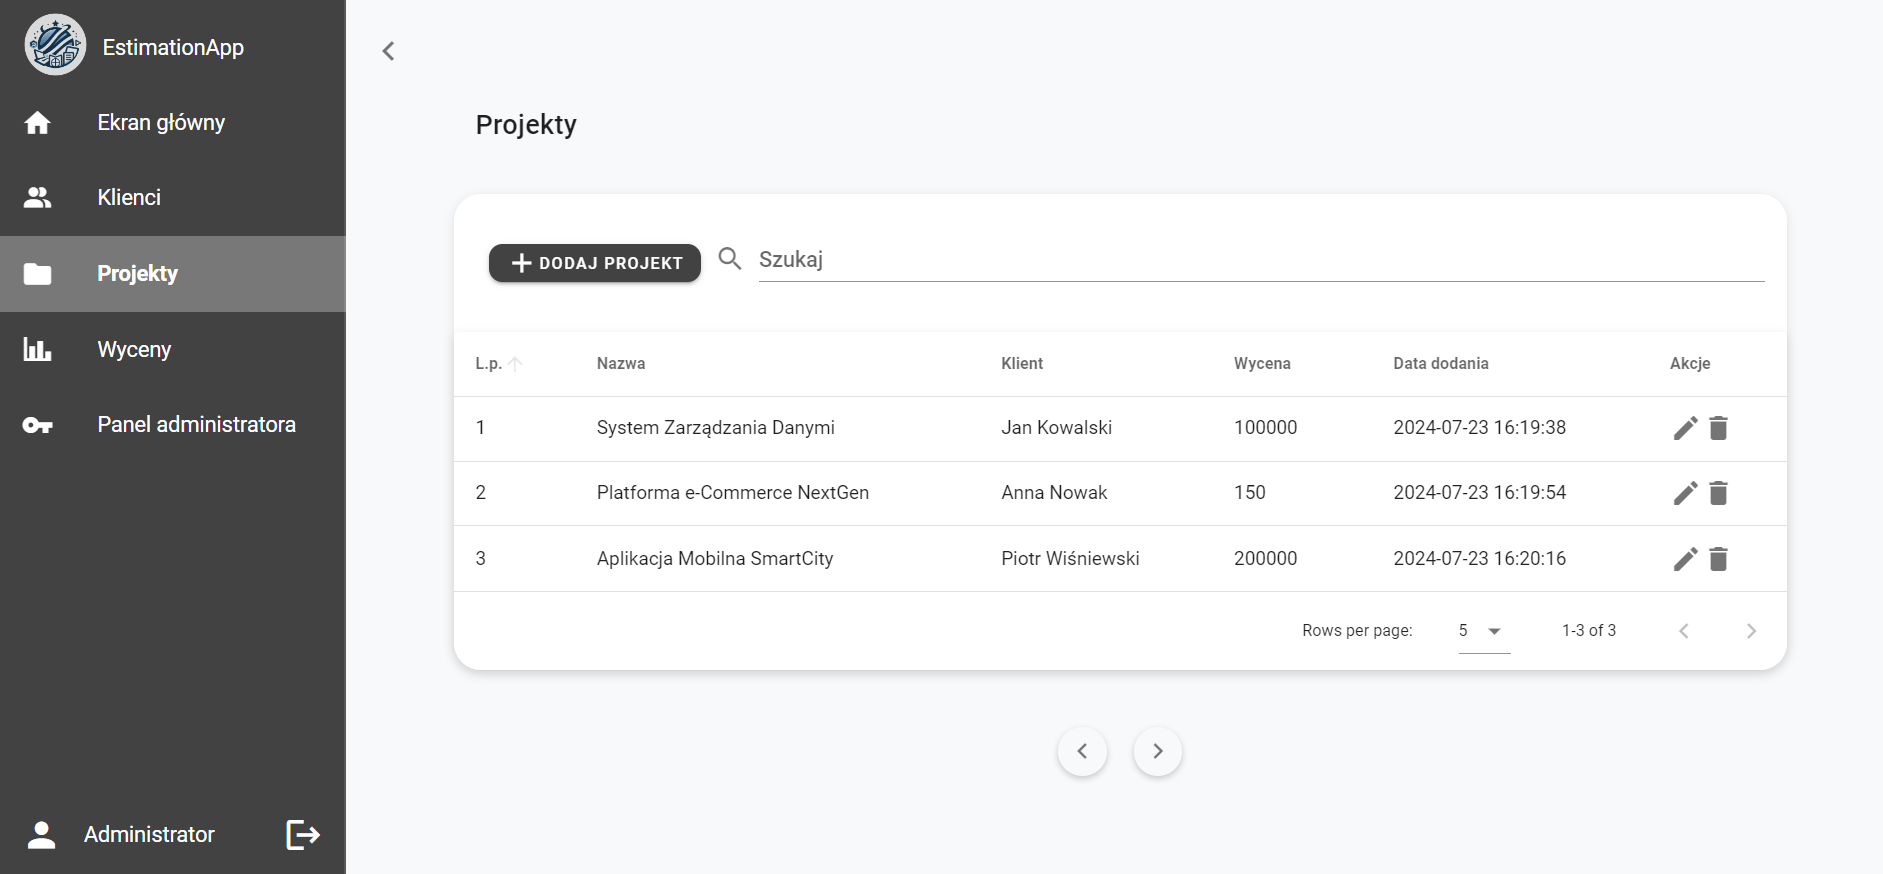 EstimationApp
Ekran główny
Klienci
Projekty
Wyceny
Panel administratora
Administrator
Projekty
DODAJ PROJEKT Szukaj
L.p. Nazwa Klient Wycena Data dodania Akcje
1 System Zarządzania Danymi Jan Kowalski 100000 2024-07-23 16:19:38
2 Platforma e-Commerce NextGen Anna Nowak 150 2024-07-23 16:19:54
3 Aplikacja Mobilna SmartCity Piotr Wiśniewski 200000 2024-07-23 16:20:16
Rows per page: 5 1-3 of 3